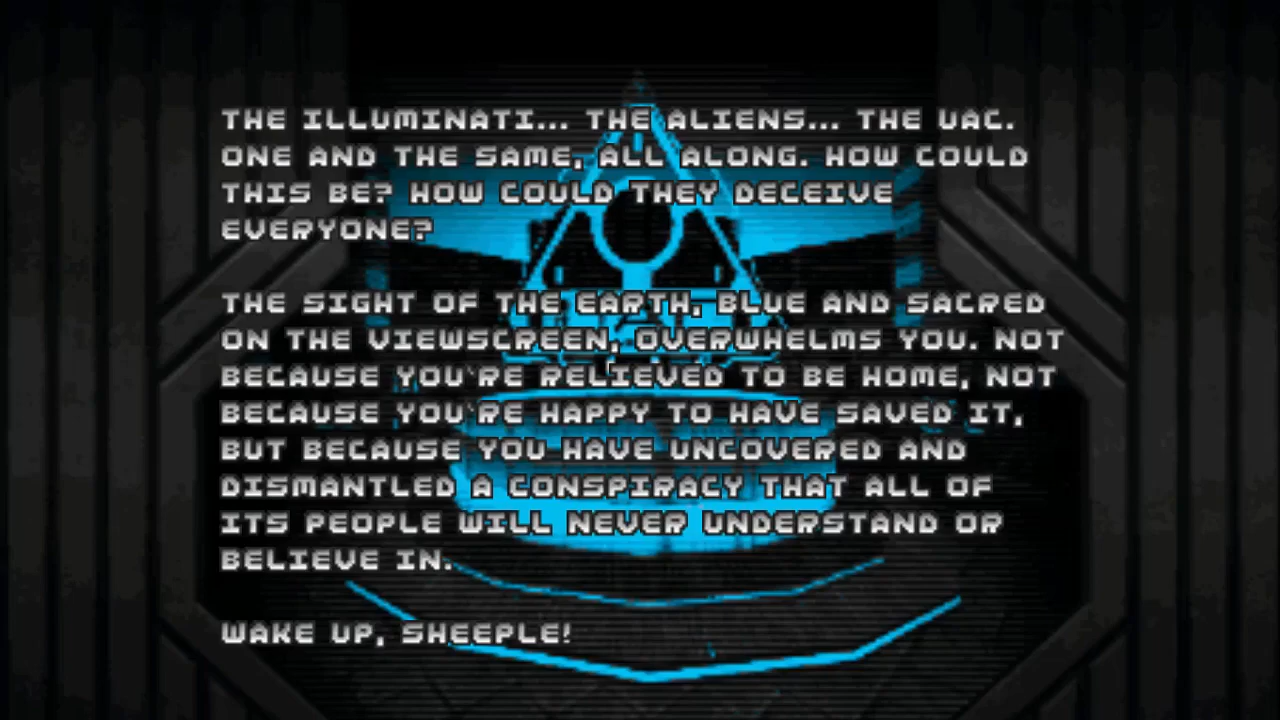 THE ILLUMINATI... THE ALIENS... THE UAC.
ONE AND THE SAME, ALL ALONG. HOW COULD
THIS BE? HOW COULD THEY DECEIVE
EVERYONE?
THE SIGHT OF THE EARTH, BLUE AND SACRED
ON THE VIEWSCREEN, OVERWHELMS YOU. NOT
BECAUSE YOU'RE RELIEVED TO BE HOME, NOT
BECAUSE YOU'RE HAPPY TO HAVE SAVED IT,
BUT BECAUSE YOU HAVE UNCOVERED AND
DISMANTLED A CONSPIRACY THAT ALL OF
ITS PEOPLE WILL NEVER UNDERSTAND OR
BELIEVE IN.
WAKE UP, SHEEPLE!